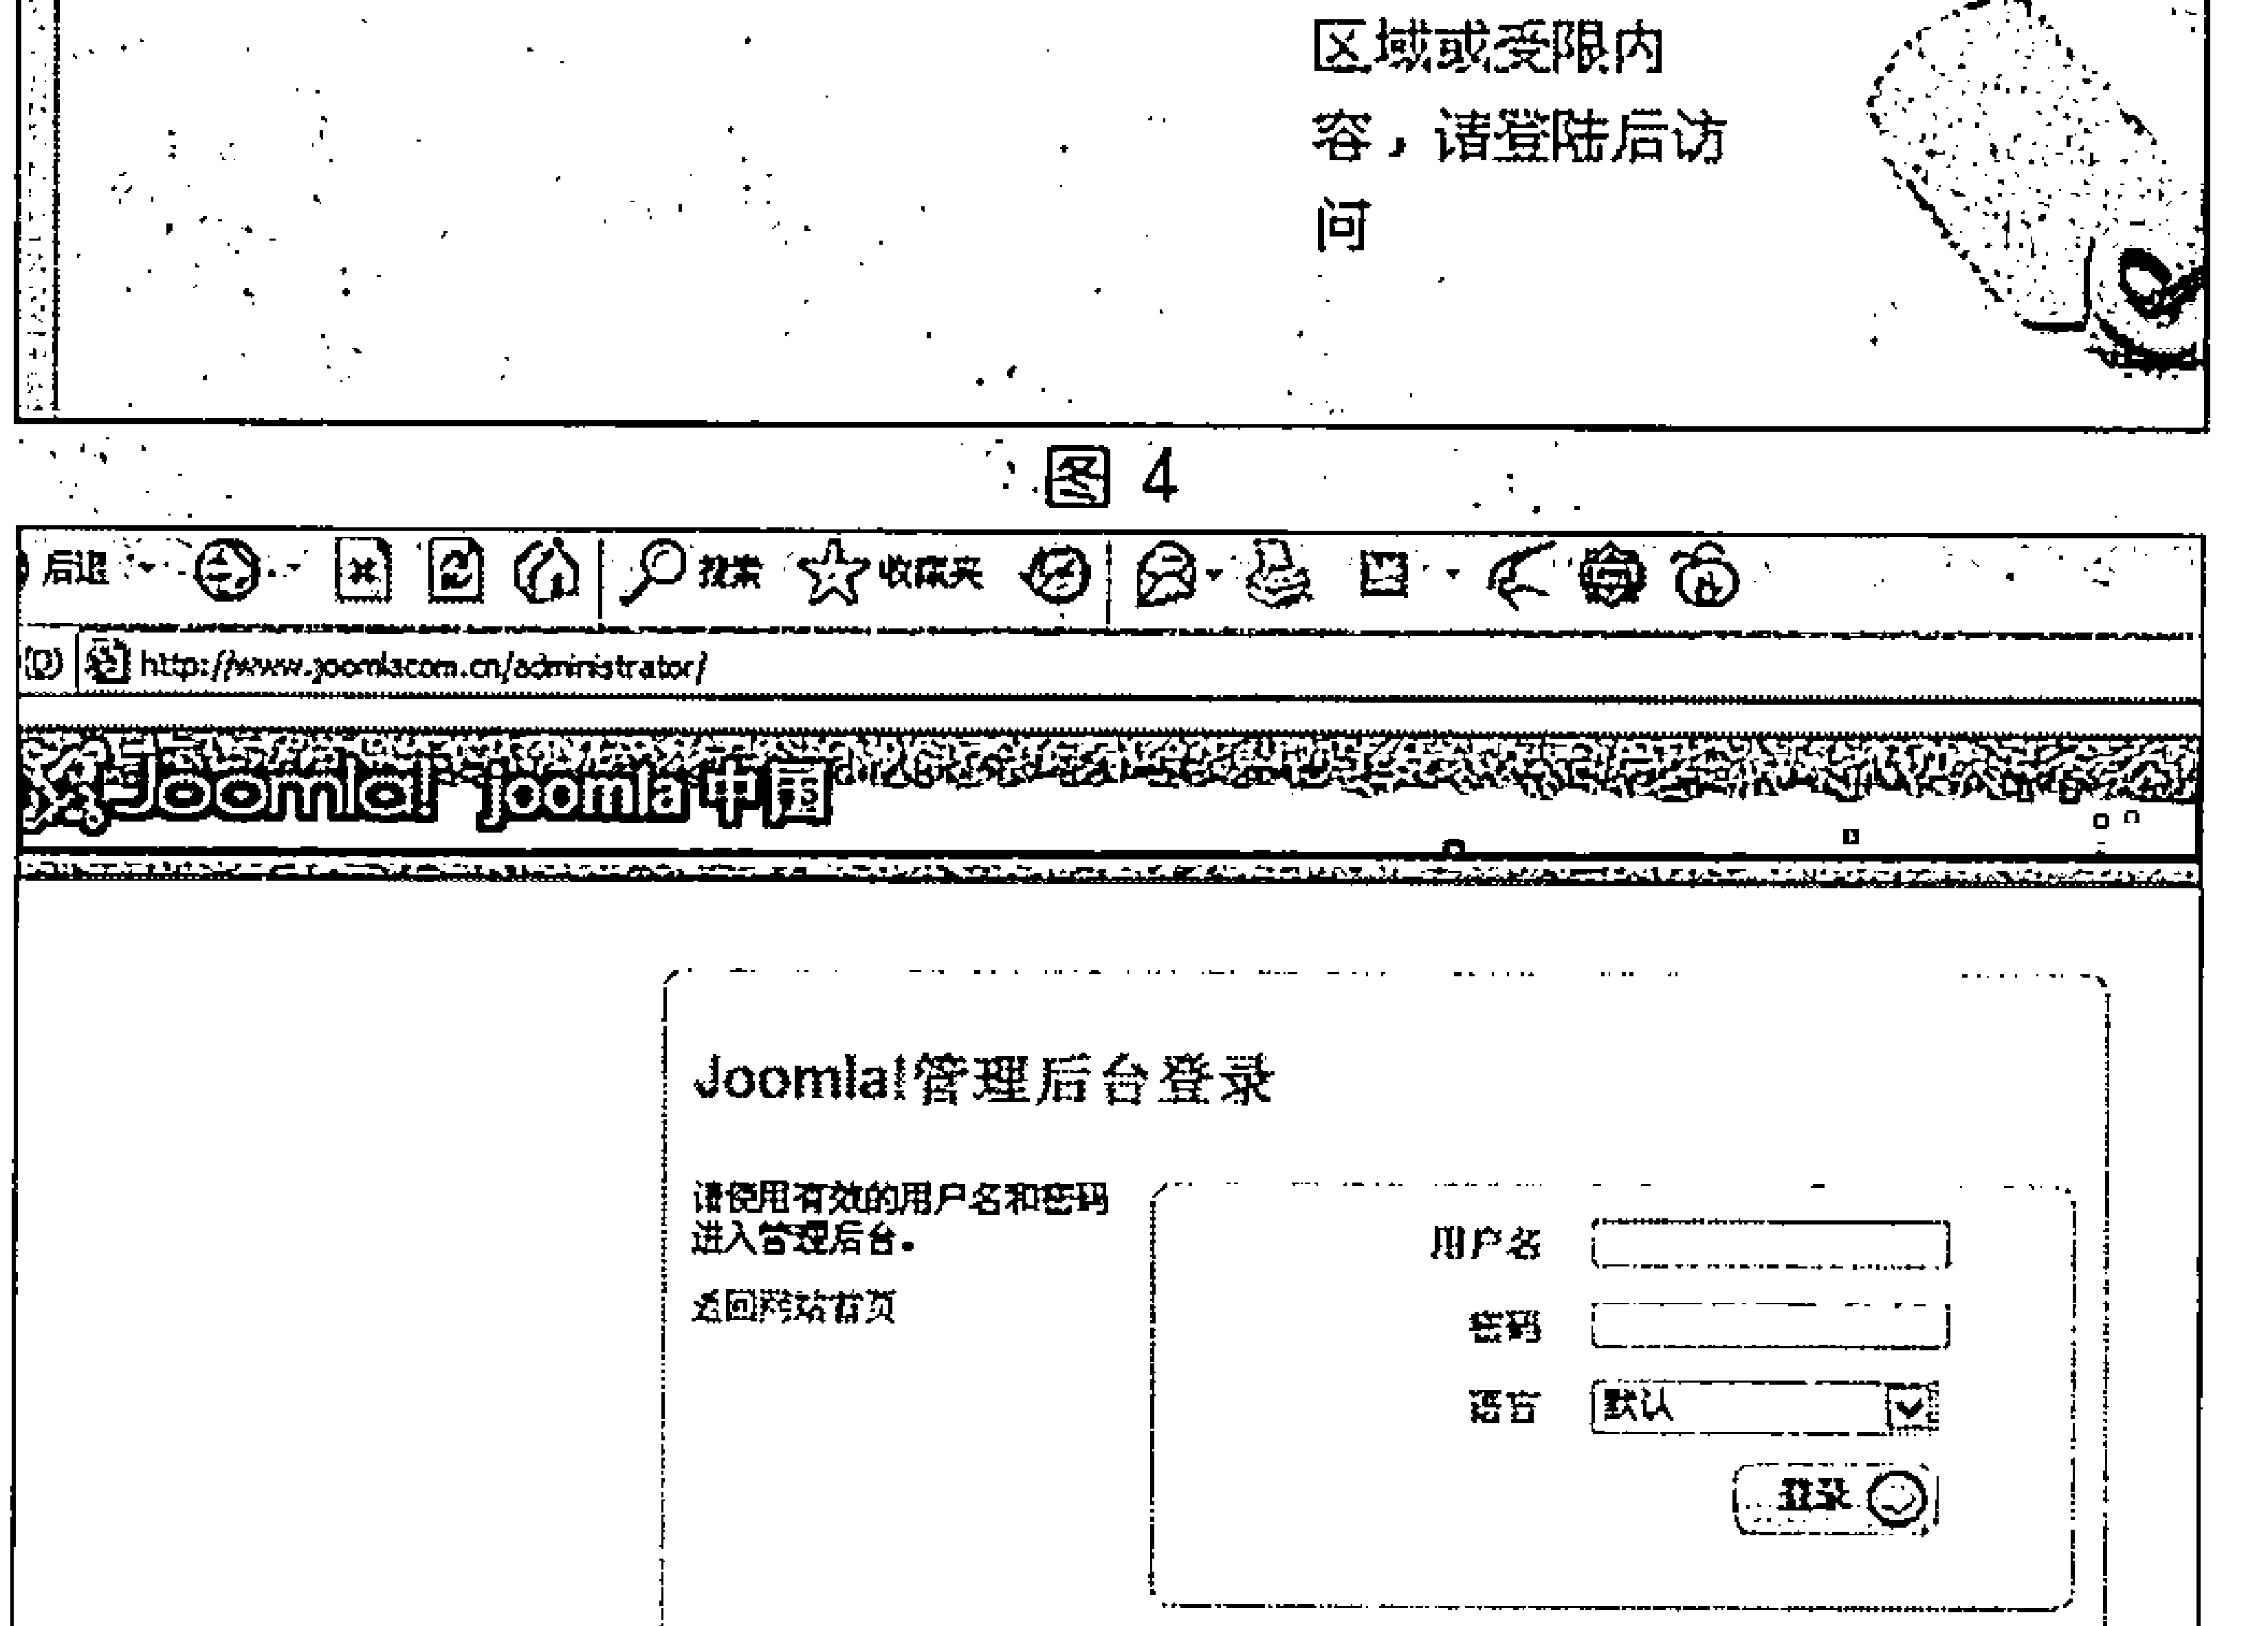 区域或受限内
容，请登陆后访
问
图 4
后退 搜索 收藏夹
(D) http://www.joomlacom.cn/administrator/
Joomla! joomla中国
Joomla!管理后台登录
请使用有效的用户名和密码
进入管理后台。
返回网站首页
用户名
密码
语言 默认
登录